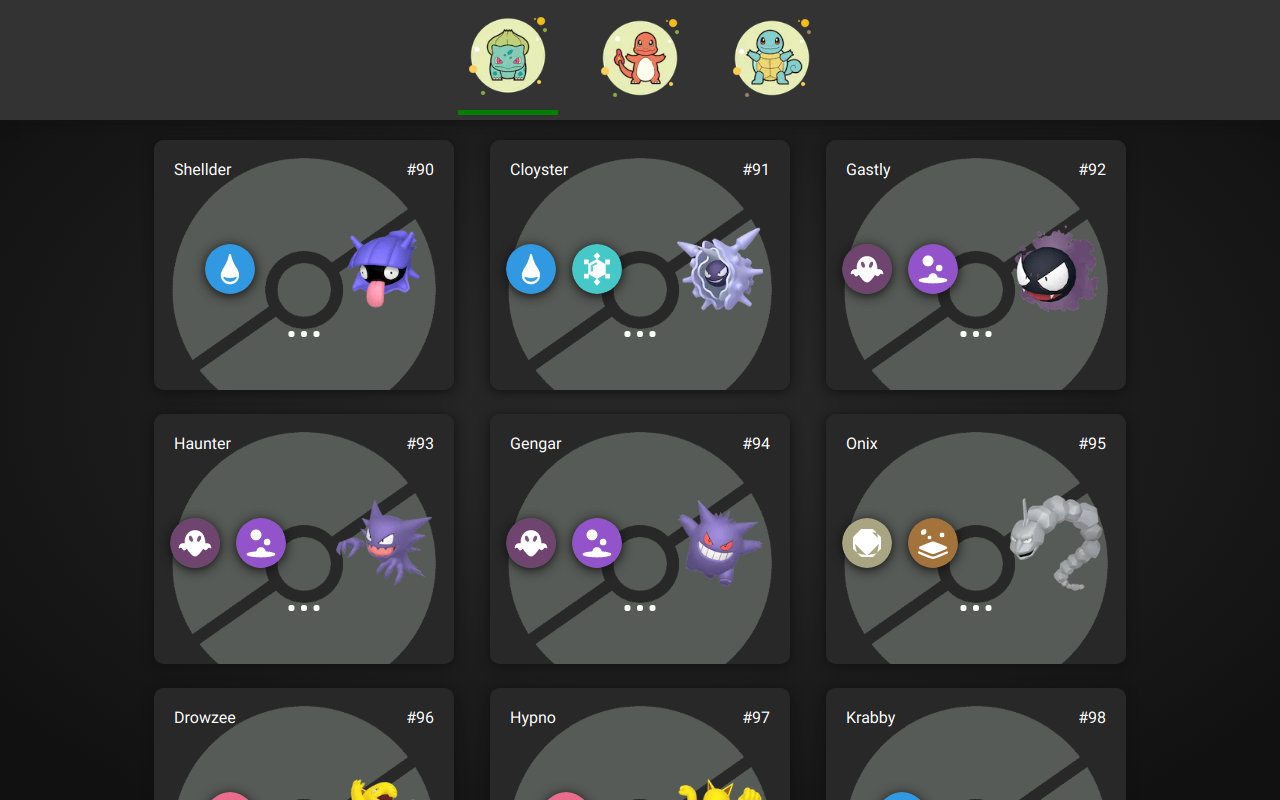 Shellder #90
Cloyster #91
Gastly #92
Haunter #93
Gengar #94
Onix #95
Drowzee #96
Hypno #97
Krabby #98